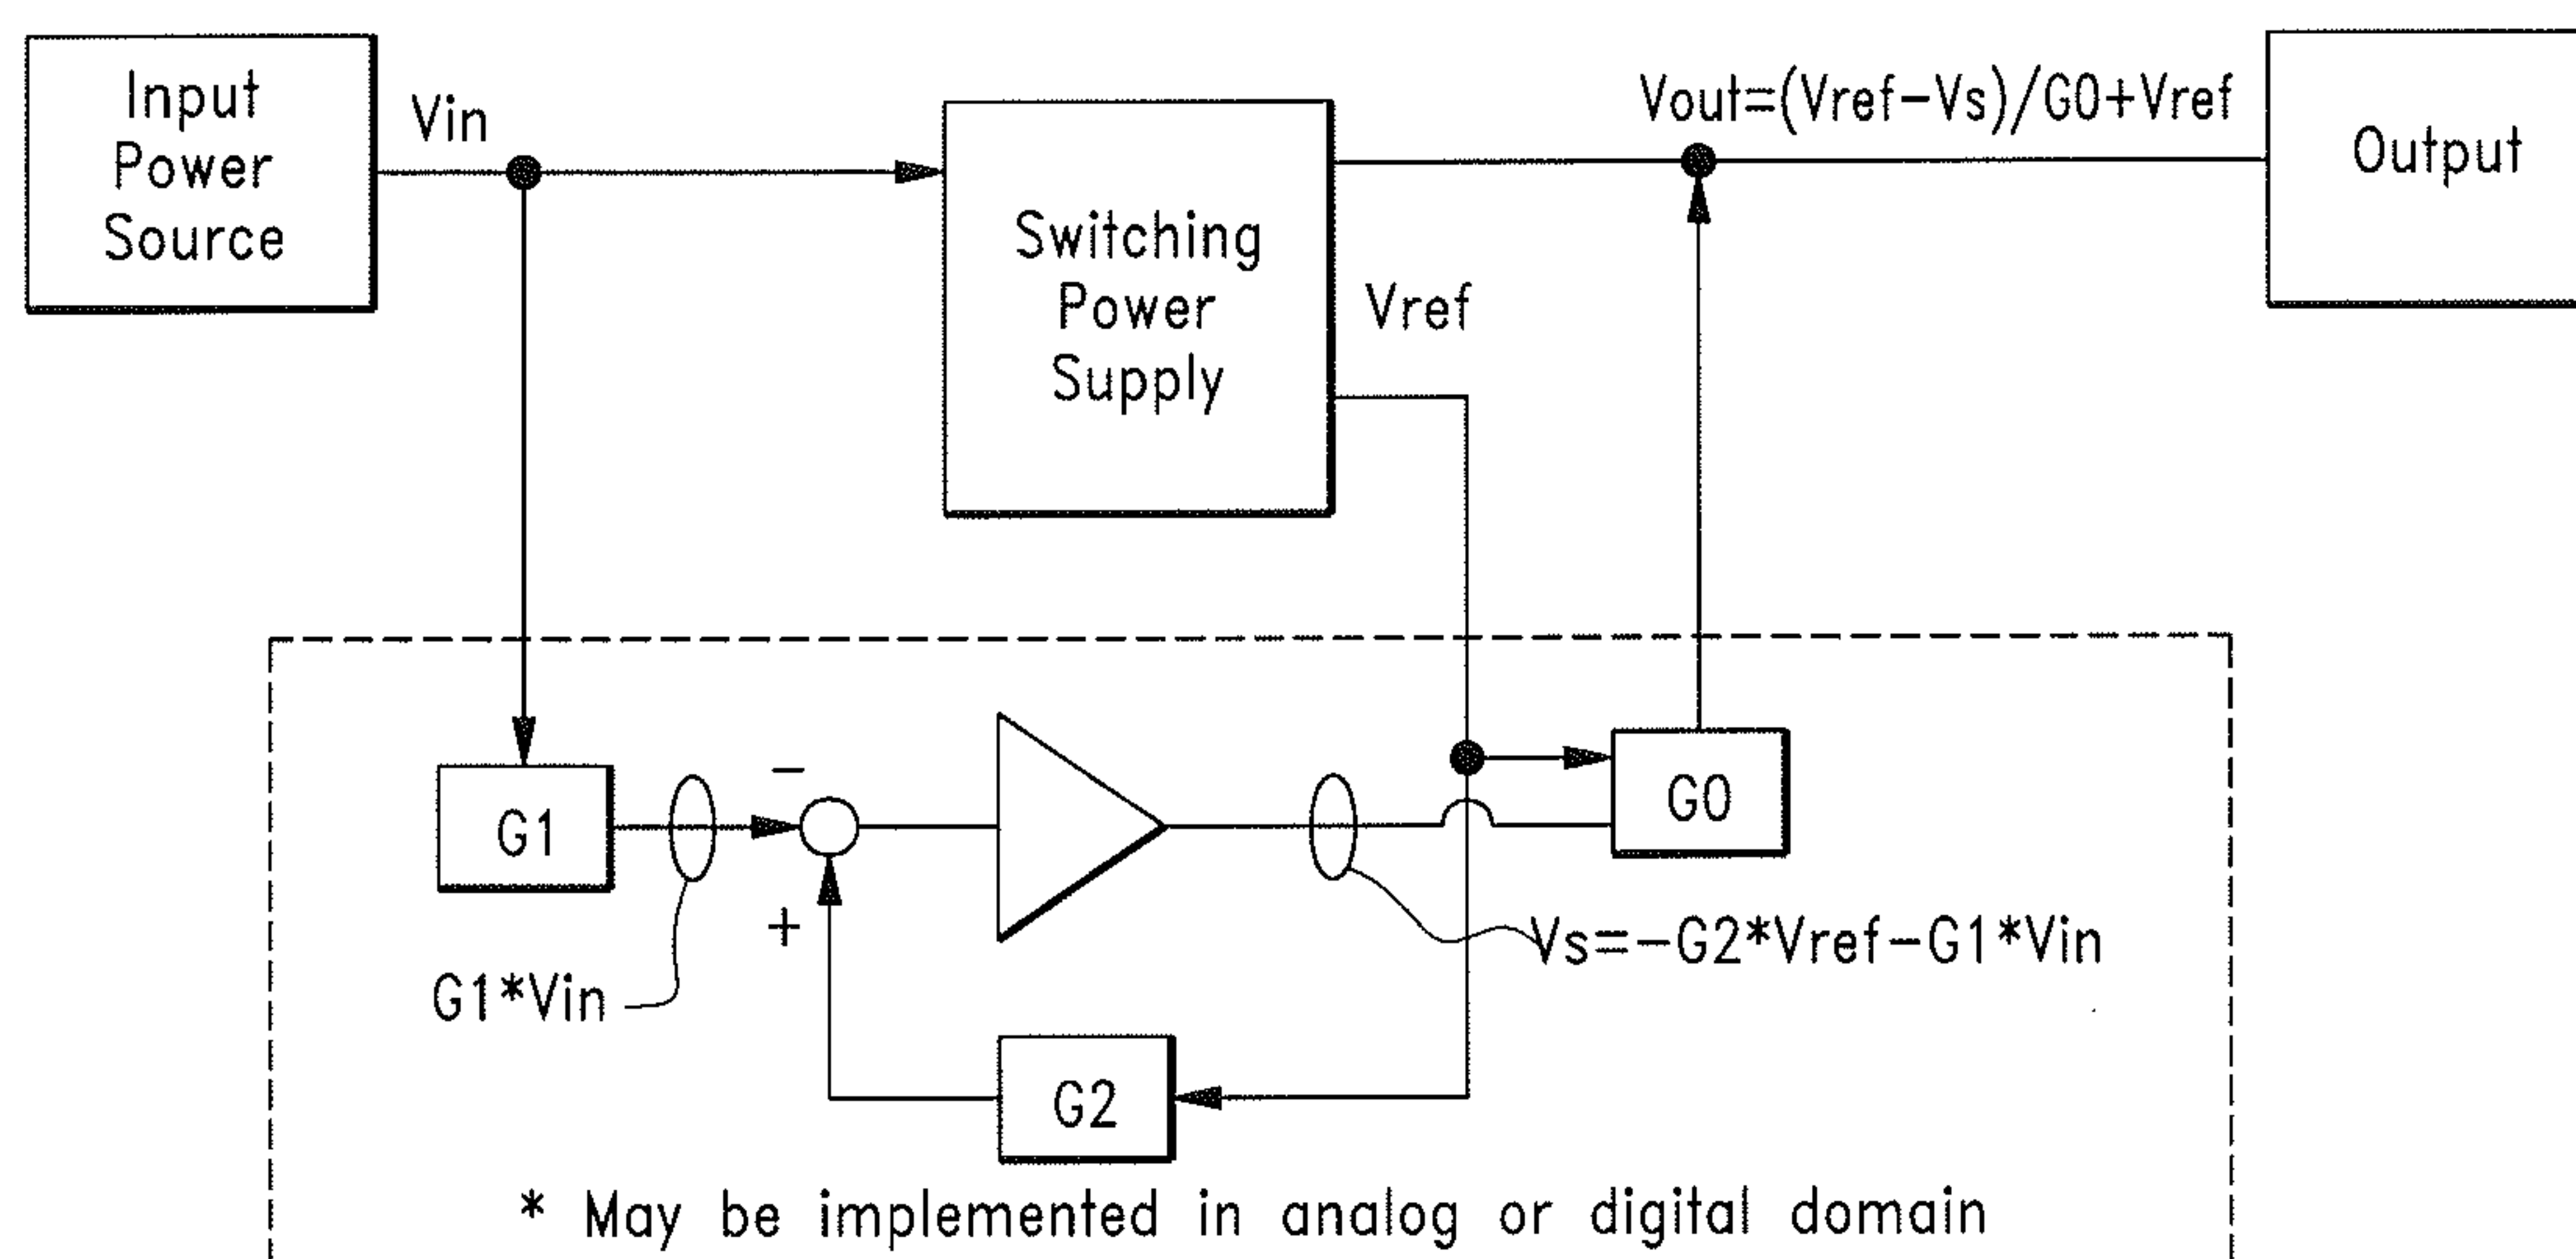 Input
Power
Source
Vin
Switching
Power
Supply
Vref
Vout=(Vref-Vs)/G0+Vref
Output
G1
-
+
G1*Vin
G0
Vs=-G2*Vref-G1*Vin
G2
* May be implemented in analog or digital domain